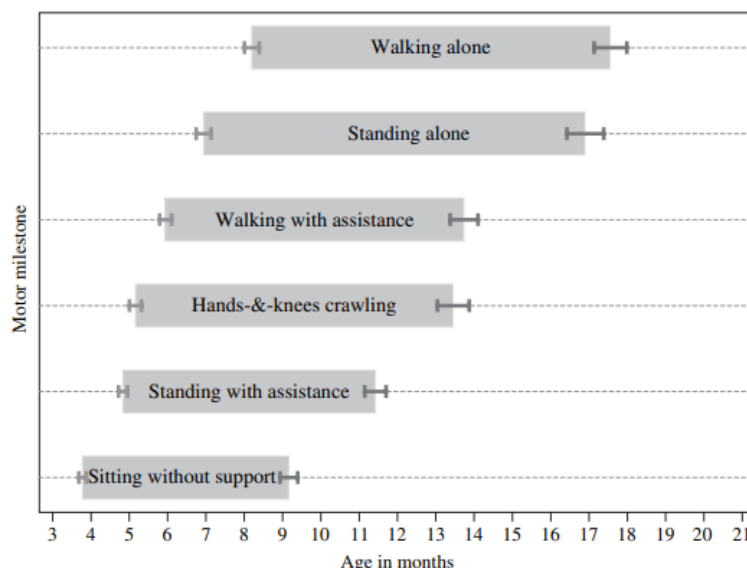 Walking alone
Standing alone
Walking with assistance
Hands-&-knees crawling
Standing with assistance
Sitting without support
Motor milestone
3 4 5 6 7 8 9 10 11 12 13 14 15 16 17 18 19 20 21
Age in months